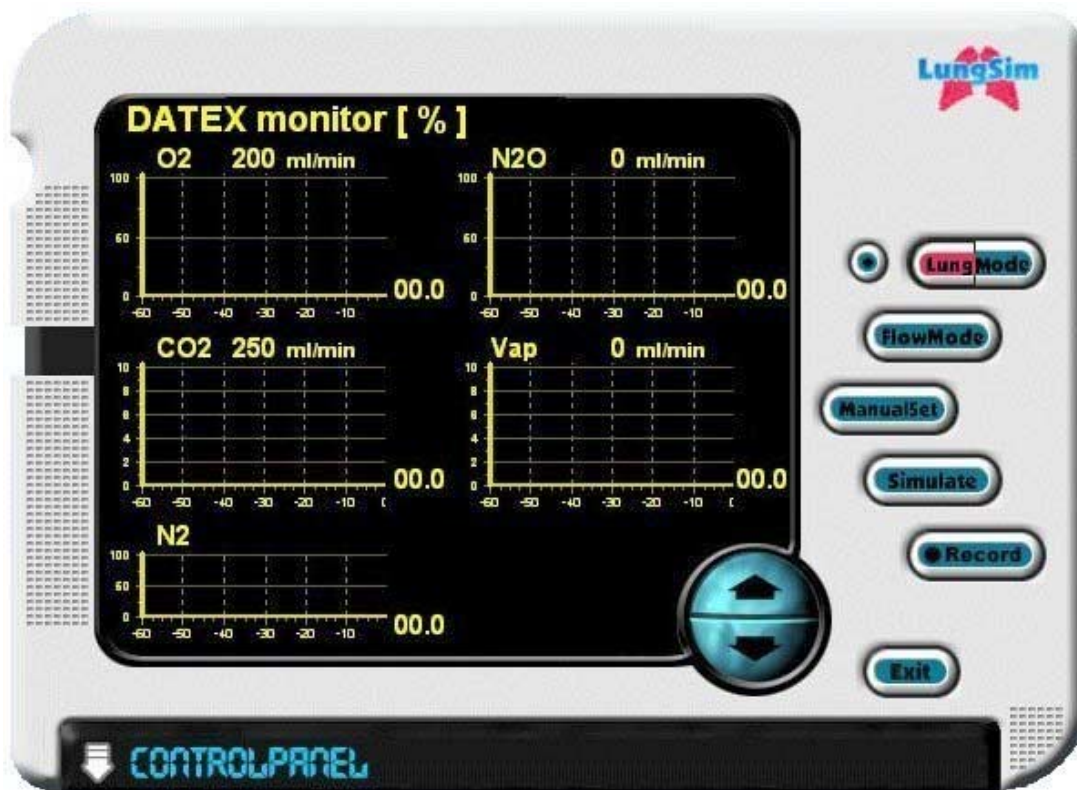 LungSim
DATEX monitor [ % ]
O2 200 ml/min
100
60
0
-60 -50 -40 -30 -20 -10
00.0
N2O 0 ml/min
100
60
0
-60 -50 -40 -30 -20 -10
00.0
CO2 250 ml/min
10
8
6
4
2
0
-60 -50 -40 -30 -20 -10
00.0
Vap 0 ml/min
10
8
6
4
2
0
-60 -50 -40 -30 -20 -10
00.0
N2
100
60
0
-60 -50 -40 -30 -20 -10
00.0
LungMode
FlowMode
ManualSet
Simulate
Record
Exit
CONTROLPANEL